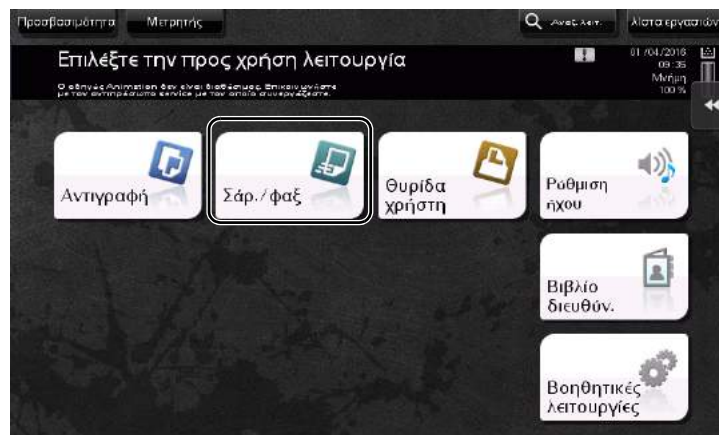 Προσβασιμότητα
Μετρητής
Αναζ. λειτ.
Λίστα εργασιών
Επιλέξτε την προς χρήση λειτουργία
Ο οδηγός Animation δεν είναι διαθέσιμος. Επικοινωνήστε
με τον αντιπρόσωπο service με τον οποίο συνεργάζεστε.
01/04/2016
09:35
Μνήμη
100 %
Αντιγραφή
Σάρ./φαξ
Θυρίδα
χρήστη
Ρύθμιση
ήχου
Βιβλίο
διευθύν.
Βοηθητικές
λειτουργίες